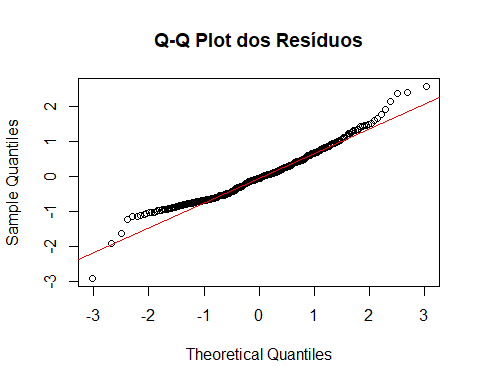 Q-Q Plot dos Resíduos
Sample Quantiles
2
1
0
-1
-2
-3
-3 -2 -1 0 1 2 3
Theoretical Quantiles